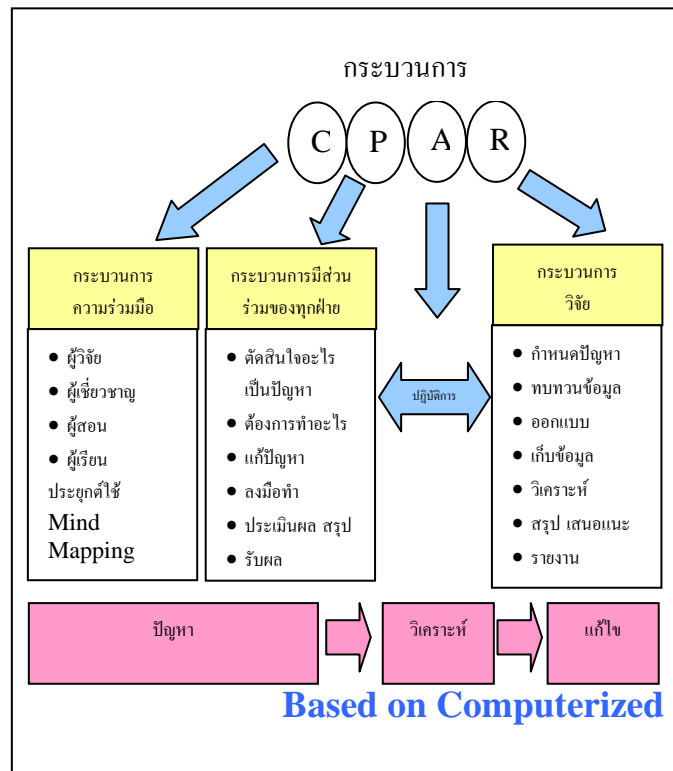 กระบวนการ
C P A R
กระบวนการ
ความร่วมมือ
• ผู้วิจัย
• ผู้เชี่ยวชาญ
• ผู้สอน
• ผู้เรียน
ประยุกต์ใช้
Mind
Mapping
กระบวนการมีส่วน
ร่วมของทุกฝ่าย
• ตัดสินใจอะไร
เป็นปัญหา
• ต้องการทำอะไร
• แก้ปัญหา
• ลงมือทำ
• ประเมินผล สรุป
• รับผล
ปฏิบัติการ
กระบวนการ
วิจัย
• กำหนดปัญหา
• ทบทวนข้อมูล
• ออกแบบ
• เก็บข้อมูล
• วิเคราะห์
• สรุป เสนอแนะ
• รายงาน
ปัญหา
วิเคราะห์
แก้ไข
Based on Computerized